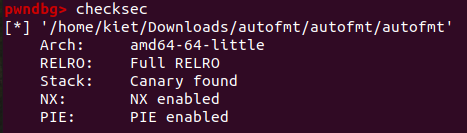 pwndbg> checksec
[*] '/home/kiet/Downloads/autofmt/autofmt/autofmt'
Arch: amd64-64-little
RELRO: Full RELRO
Stack: Canary found
NX: NX enabled
PIE: PIE enabled